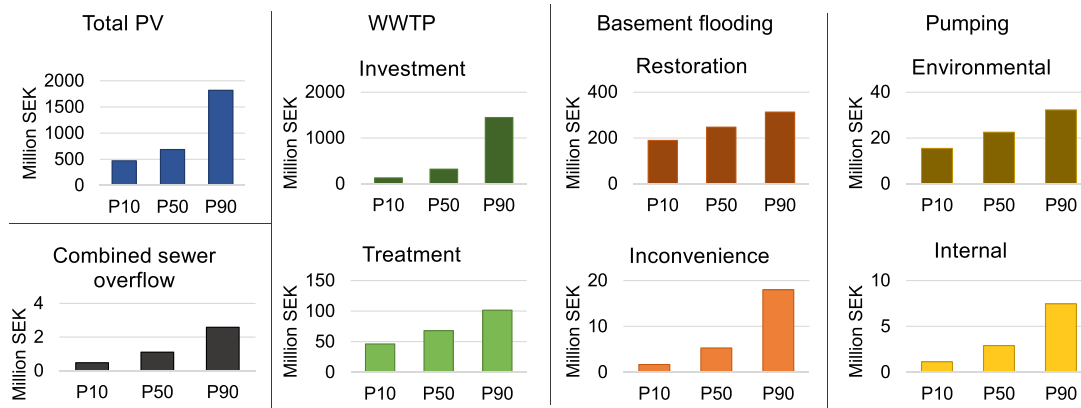 Total PV
Million SEK
2000
1500
1000
500
0
P10 P50 P90
Combined sewer
overflow
Million SEK
4
2
0
P10 P50 P90
WWTP
Investment
Million SEK
2000
1000
0
P10 P50 P90
Treatment
Million SEK
150
100
50
0
P10 P50 P90
Basement flooding
Restoration
Million SEK
400
200
0
P10 P50 P90
Inconvenience
Million SEK
20
10
0
P10 P50 P90
Pumping
Environmental
Million SEK
40
20
0
P10 P50 P90
Internal
Million SEK
10
5
0
P10 P50 P90